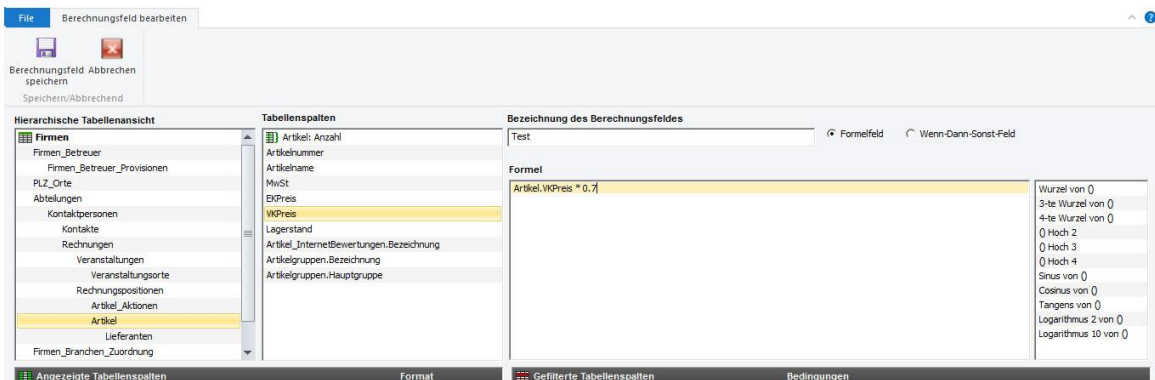 File
Berechnungsfeld bearbeiten
Berechnungsfeld Abbrechen
speichern
Speichern/Abbrechend
Hierarchische Tabellenansicht
Firmen
Firmen_Betreuer
Firmen_Betreuer_Provisionen
PLZ_Orte
Abteilungen
Kontaktpersonen
Kontakte
Rechnungen
Veranstaltungen
Veranstaltungsorte
Rechnungspositionen
Artikel_Aktionen
Artikel
Lieferanten
Firmen_Branchen_Zuordnung
Tabellenspalten
Artikel: Anzahl
Artikelnummer
Artikelname
MwSt
EKPreis
VKPreis
Lagerstand
Artikel_InternetBewertungen.Bezeichnung
Artikelgruppen.Bezeichnung
Artikelgruppen.Hauptgruppe
Bezeichnung des Berechnungsfeldes
Test
Formelfeld
Wenn-Dann-Sonst-Feld
Formel
Artikel.VKPreis * 0.7
Wurzel von ()
3-te Wurzel von ()
4-te Wurzel von ()
() Hoch 2
() Hoch 3
() Hoch 4
Sinus von ()
Cosinus von ()
Tangens von ()
Logarithmus 2 von ()
Logarithmus 10 von ()
Angezeigte Tabellenspalten
Format
Gefilterte Tabellenspalten
Bedingungen